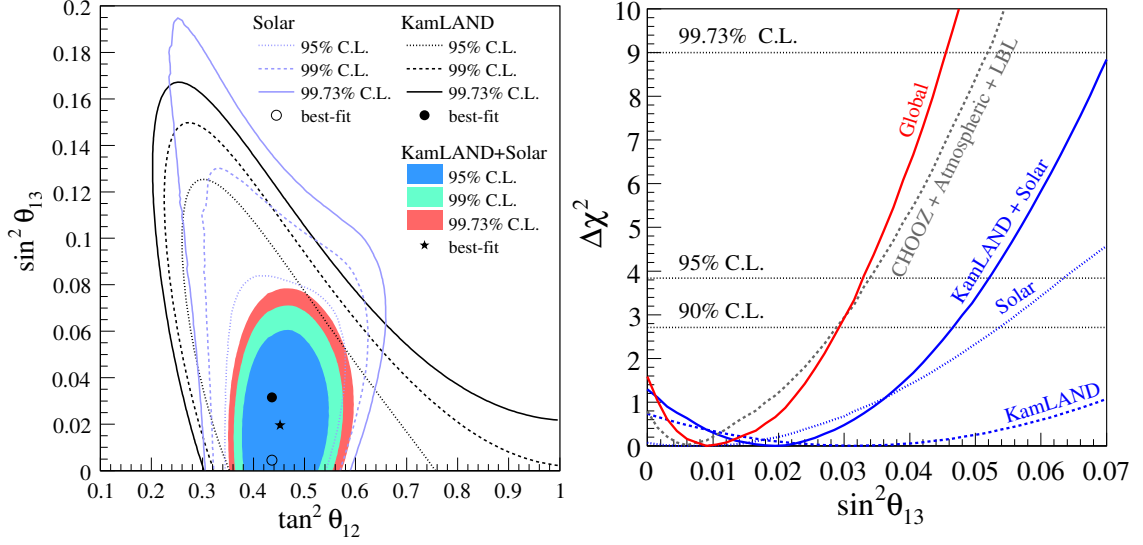 Solar KamLAND
95% C.L. 95% C.L.
99% C.L. 99% C.L.
99.73% C.L. 99.73% C.L.
best-fit best-fit
KamLAND+Solar
95% C.L.
99% C.L.
99.73% C.L.
best-fit
0.2
0.18
0.16
0.14
0.12
0.1
0.08
0.06
0.04
0.02
0
sin² θ₁₃
0.1 0.2 0.3 0.4 0.5 0.6 0.7 0.8 0.9 1
tan² θ₁₂
10
9
8
7
6
5
4
3
2
1
0
Δχ²
99.73% C.L.
95% C.L.
90% C.L.
Global
CHOOZ + Atmospheric + LBL
KamLAND + Solar
Solar
KamLAND
0 0.01 0.02 0.03 0.04 0.05 0.06 0.07
sin²θ₁₃